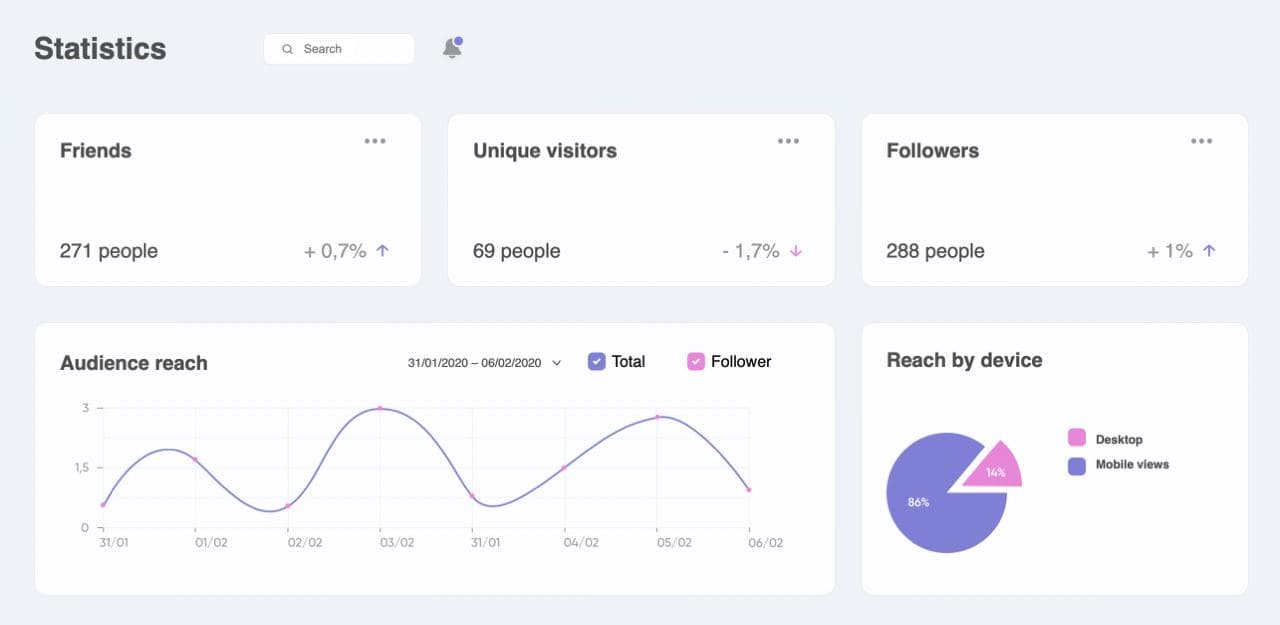 Statistics
Search
Friends
Unique visitors
Followers
271 people + 0,7%
69 people - 1,7%
288 people + 1%
Audience reach
31/01/2020 – 06/02/2020
Total
Follower
3
1,5
0
31/01 01/02 02/02 03/02 31/01 04/02 05/02 06/02
Reach by device
14%
86%
Desktop
Mobile views